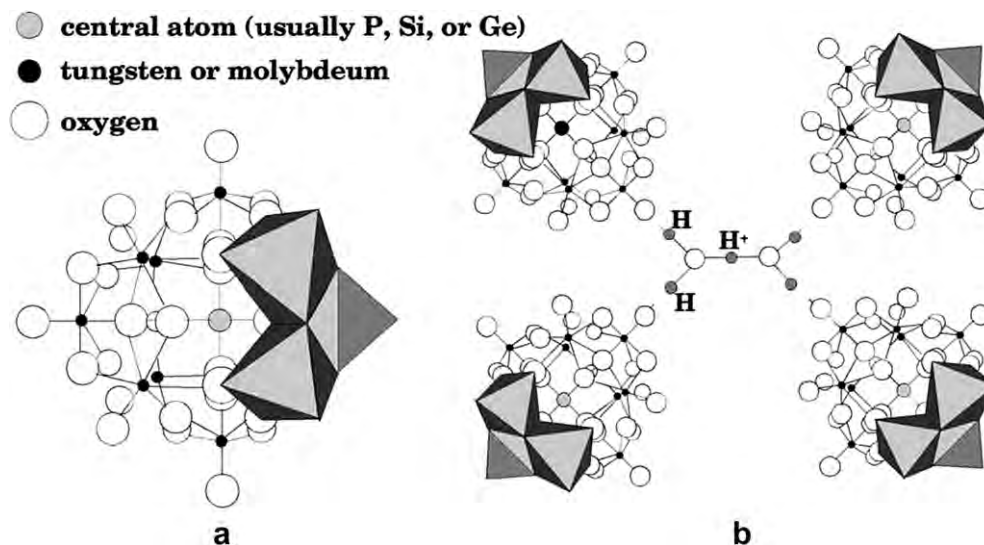 central atom (usually P, Si, or Ge)
tungsten or molybdeum
oxygen
H
H⁺
H
a
b